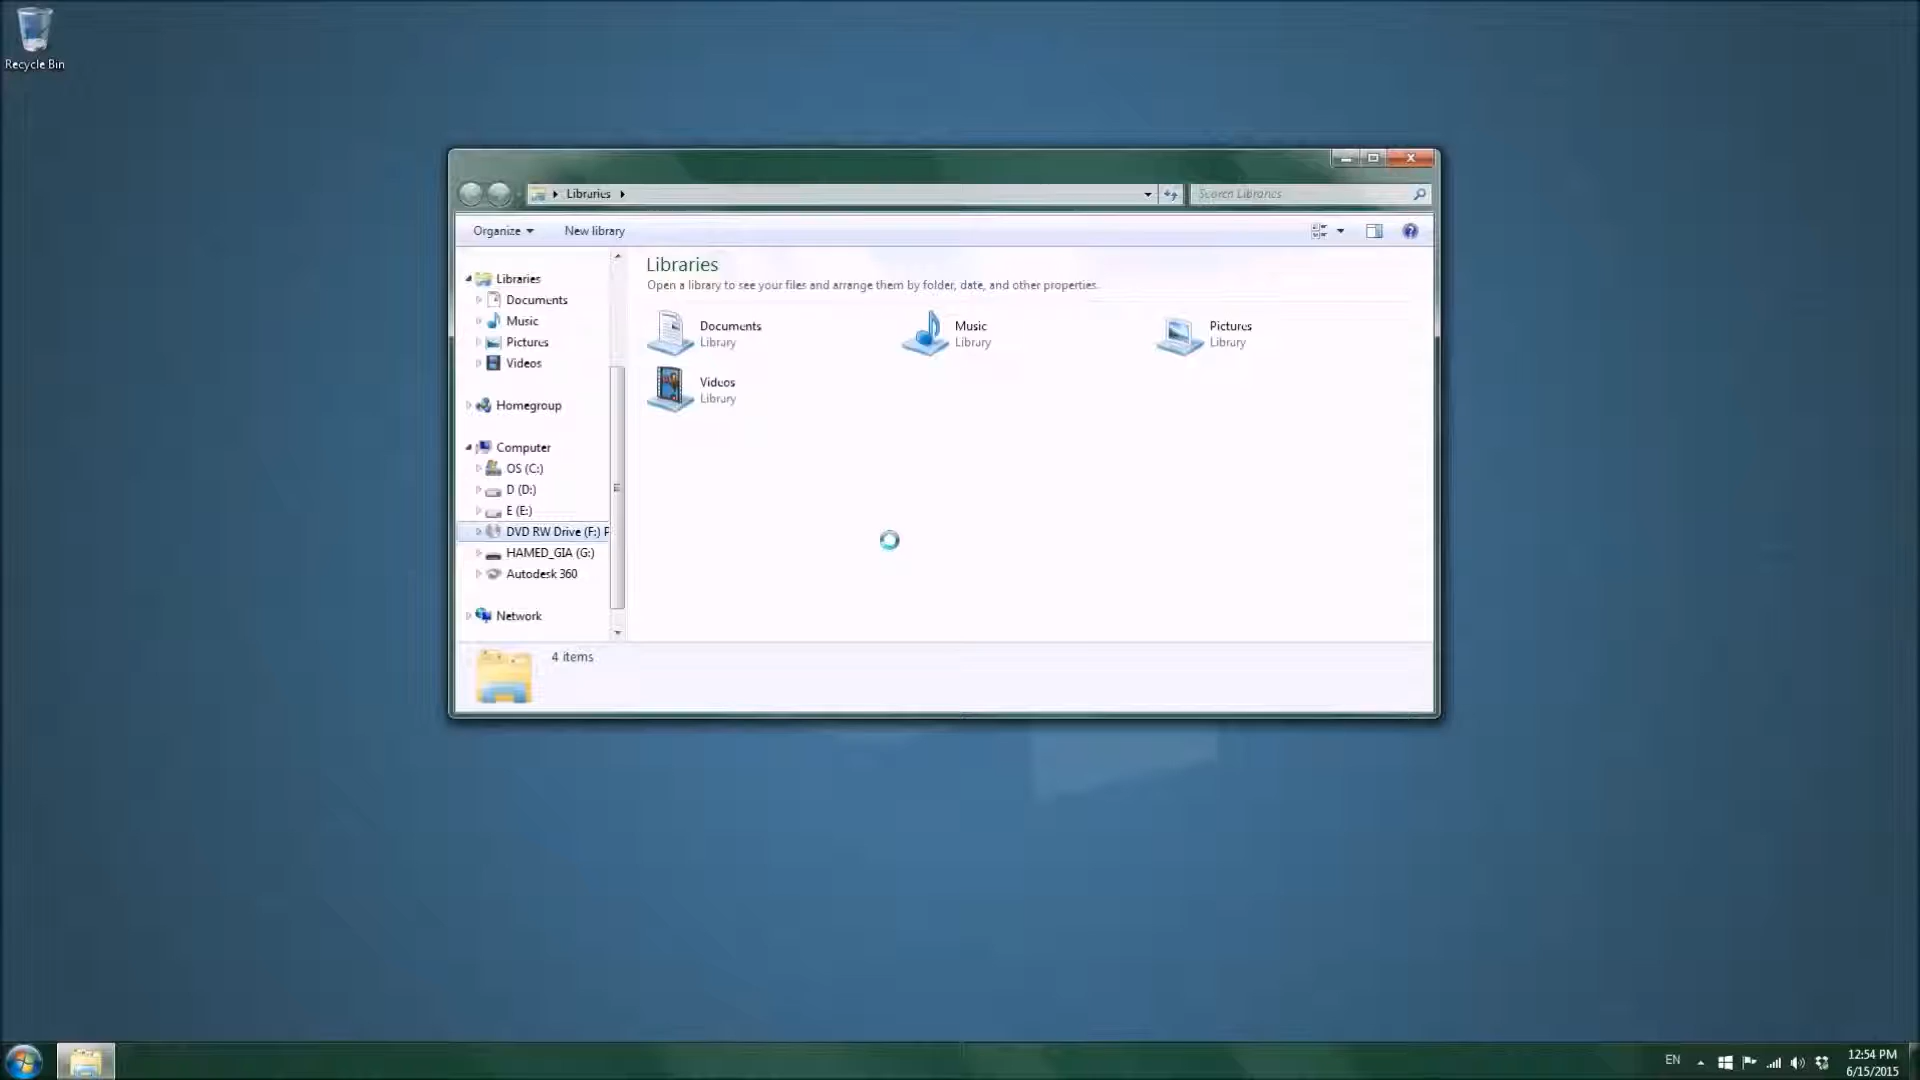 Recycle Bin
Libraries
Search Libraries
Organize
New library
Libraries
Documents
Music
Pictures
Videos
Homegroup
Computer
OS (C:)
D (D:)
E (E:)
DVD RW Drive (F:) P
HAMED_GIA (G:)
Autodesk 360
Network
Libraries
Open a library to see your files and arrange them by folder, date, and other properties.
Documents
Library
Music
Library
Pictures
Library
Videos
Library
4 items
EN
12:54 PM
6/15/2015